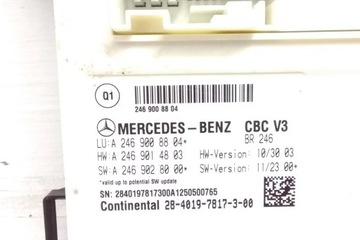 Q1
246 900 88 04
MERCEDES-BENZ CBC V3
LU: A 246 900 88 04* BR 246
HW: A 246 901 48 03 HW-Version: 10/30 03
SW: A 246 902 80 00* SW-Version: 11/23 00*
*valid up to potential SW update
SN: 2840197817300A1250500765
Continental 28-4019-7817-3-00